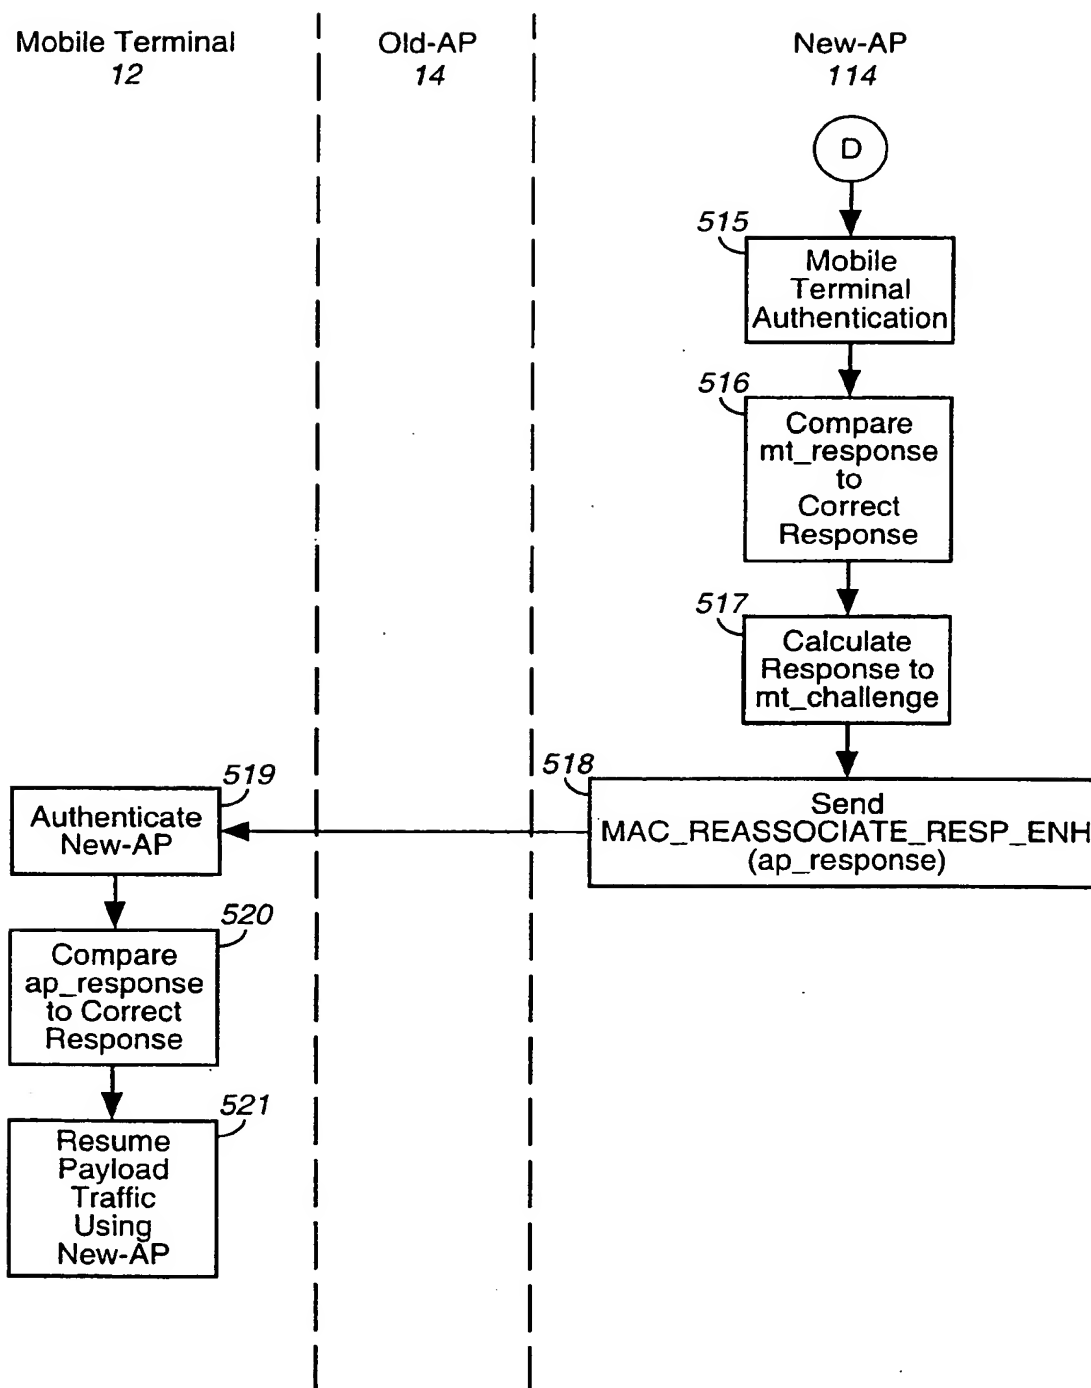 Mobile Terminal
12
Old-AP
14
New-AP
114
D
515
Mobile
Terminal
Authentication
516
Compare
mt_response
to
Correct
Response
517
Calculate
Response to
mt_challenge
518
Send
MAC_REASSOCIATE_RESP_ENH
(ap_response)
519
Authenticate
New-AP
520
Compare
ap_response
to Correct
Response
521
Resume
Payload
Traffic
Using
New-AP